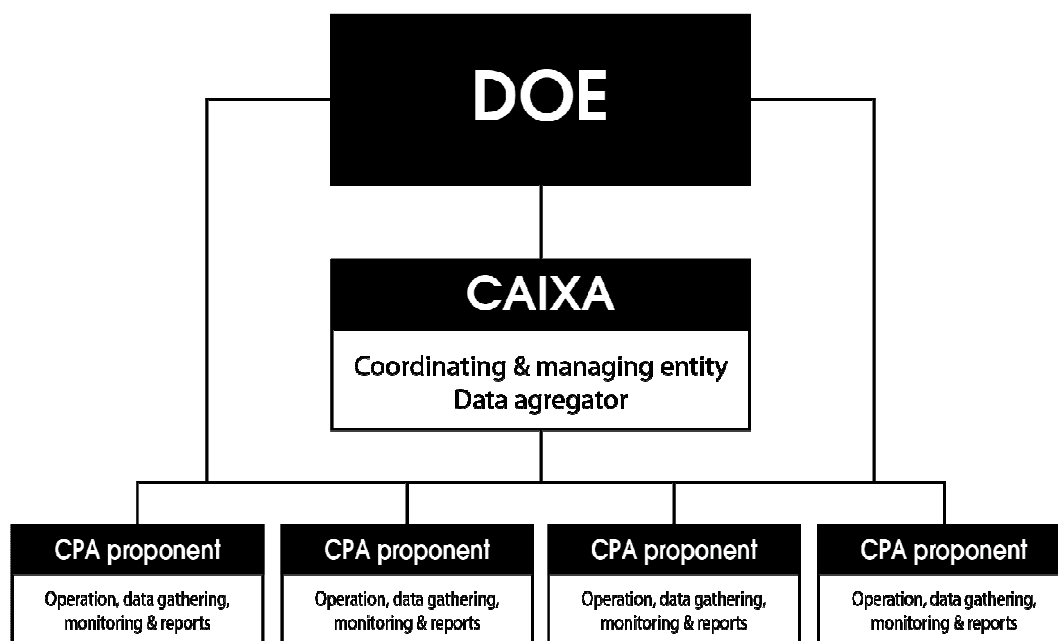 DOE
CAIXA
Coordinating & managing entity
Data agregator
CPA proponent
Operation, data gathering,
monitoring & reports
CPA proponent
Operation, data gathering,
monitoring & reports
CPA proponent
Operation, data gathering,
monitoring & reports
CPA proponent
Operation, data gathering,
monitoring & reports